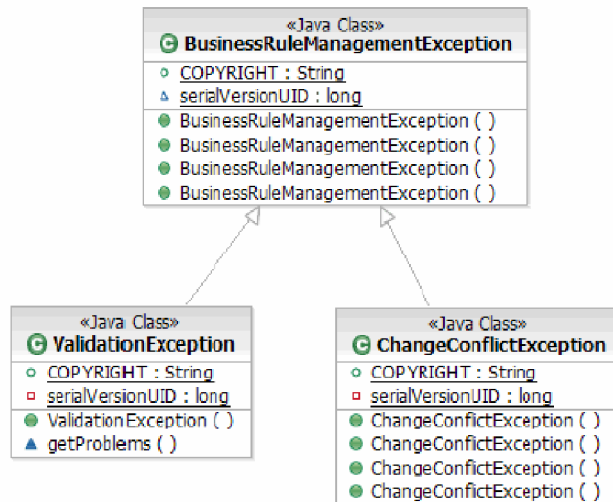 «Java Class»
BusinessRuleManagementException
COPYRIGHT : String
serialVersionUID : long
BusinessRuleManagementException ( )
BusinessRuleManagementException ( )
BusinessRuleManagementException ( )
BusinessRuleManagementException ( )
«Java Class»
ValidationException
COPYRIGHT : String
serialVersionUID : long
ValidationException ( )
getProblems ( )
«Java Class»
ChangeConflictException
COPYRIGHT : String
serialVersionUID : long
ChangeConfictException ( )
ChangeConfictException ( )
ChangeConfictException ( )
ChangeConfictException ( )